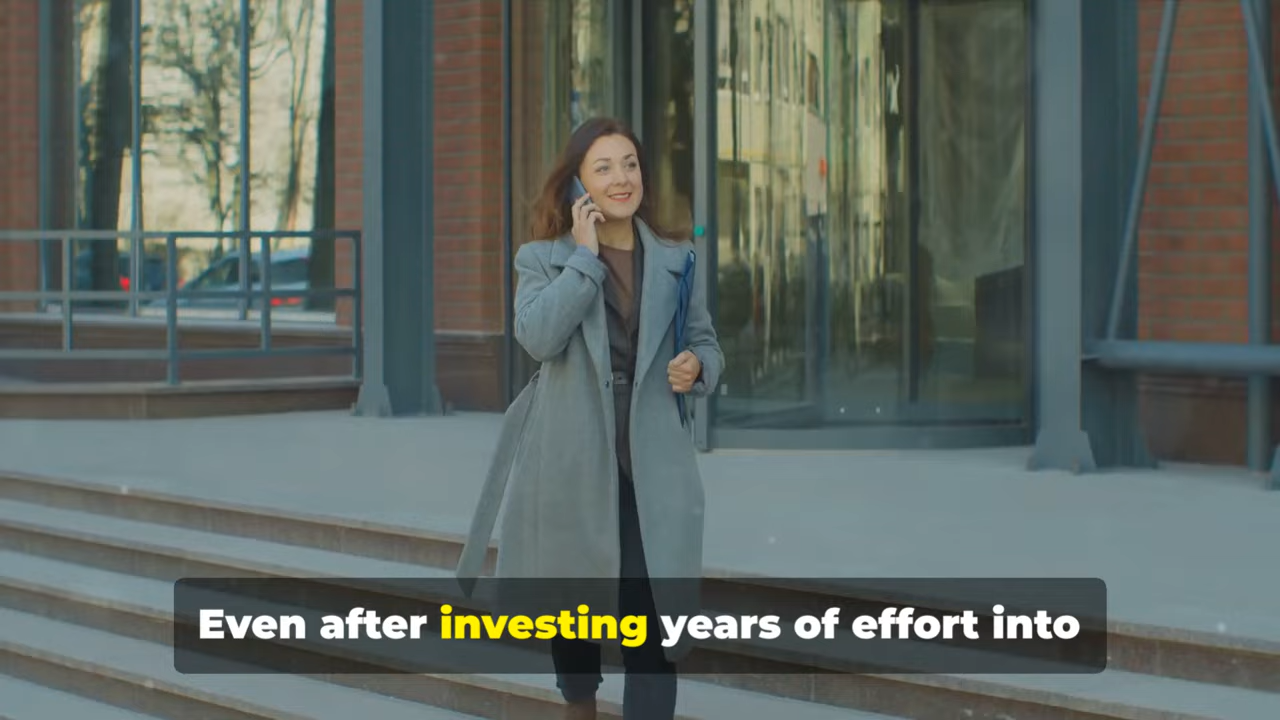 Even after investing years of effort into